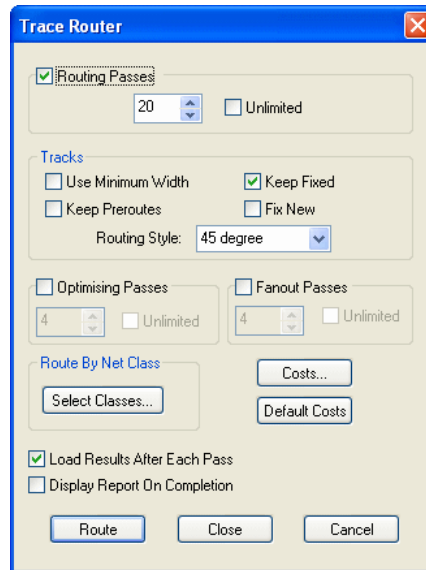 Trace Router
Routing Passes
20 Unlimited
Tracks
Use Minimum Width Keep Fixed
Keep Preroutes Fix New
Routing Style: 45 degree
Optimising Passes Fanout Passes
4 Unlimited 4 Unlimited
Route By Net Class
Costs...
Select Classes...
Default Costs
Load Results After Each Pass
Display Report On Completion
Route Close Cancel